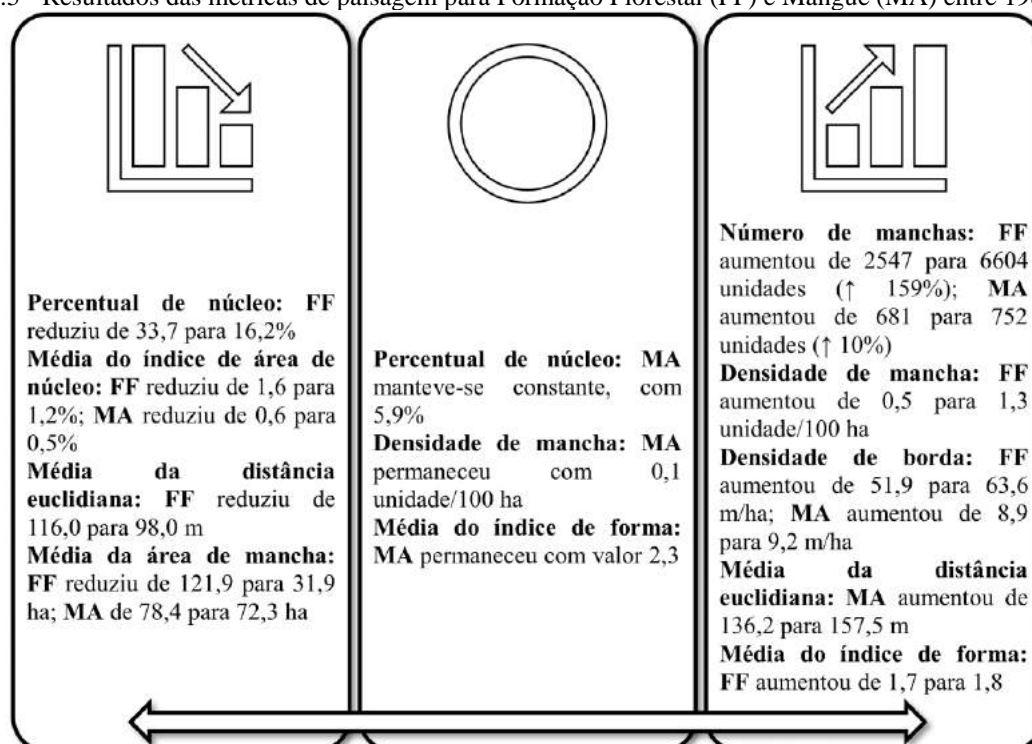 Resultados das métricas de paisagem para Formação Florestal (FF) e Mangue (MA) entre
Percentual de núcleo: FF
reduziu de 33,7 para 16,2%
Média do índice de área de
núcleo: FF reduziu de 1,6 para
1,2%; MA reduziu de 0,6 para
0,5%
Média da distância
euclidiana: FF reduziu de
116,0 para 98,0 m
Média da área de mancha:
FF reduziu de 121,9 para 31,9
ha; MA de 78,4 para 72,3 ha
Percentual de núcleo: MA
manteve-se constante, com
5,9%
Densidade de mancha: MA
permaneceu com 0,1
unidade/100 ha
Média do índice de forma:
MA permaneceu com valor 2,3
Número de manchas: FF
aumentou de 2547 para 6604
unidades (↑ 159%); MA
aumentou de 681 para 752
unidades (↑ 10%)
Densidade de mancha: FF
aumentou de 0,5 para 1,3
unidade/100 ha
Densidade de borda: FF
aumentou de 51,9 para 63,6
m/ha; MA aumentou de 8,9
para 9,2 m/ha
Média da distância
euclidiana: MA aumentou de
136,2 para 157,5 m
Média do índice de forma:
FF aumentou de 1,7 para 1,8